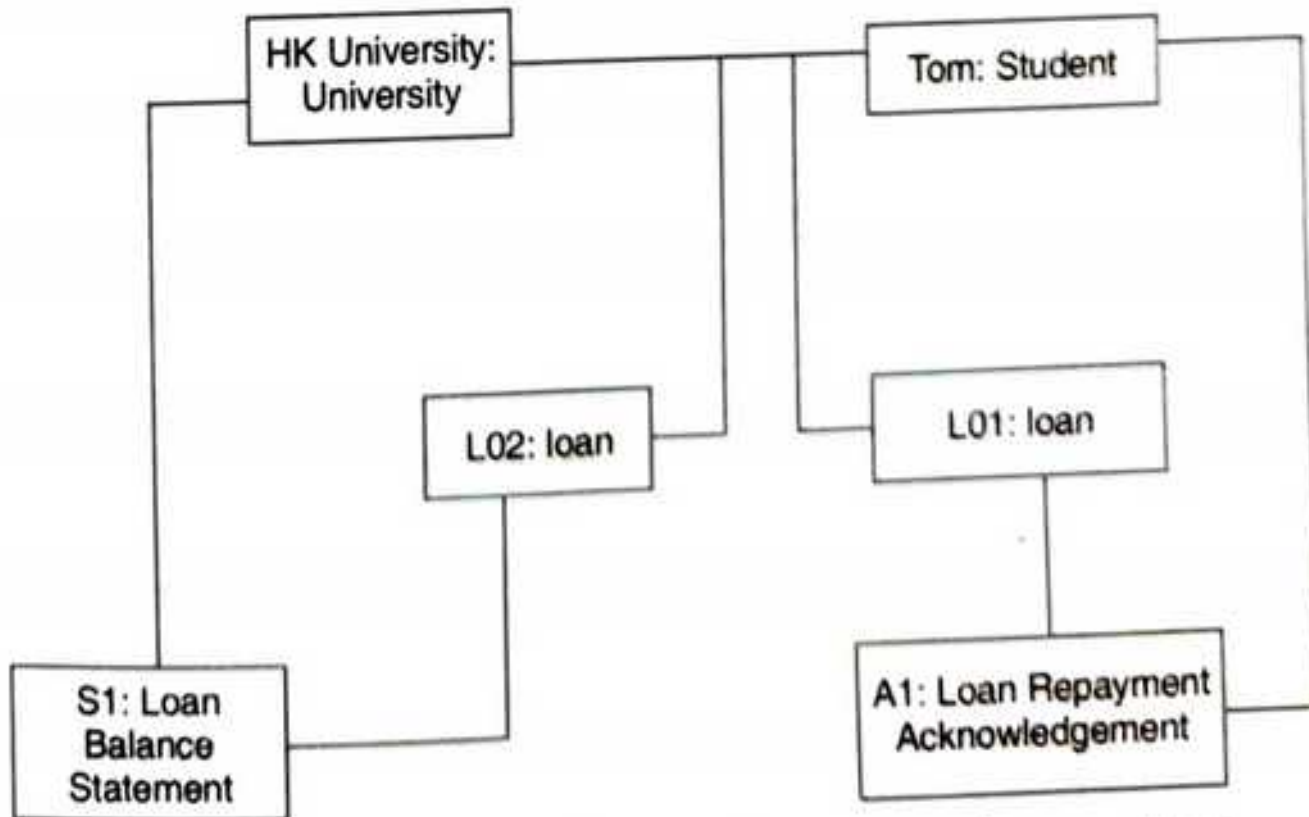 HK University:
University
Tom: Student
L02: loan
L01: loan
S1: Loan
Balance
Statement
A1: Loan Repayment
Acknowledgement